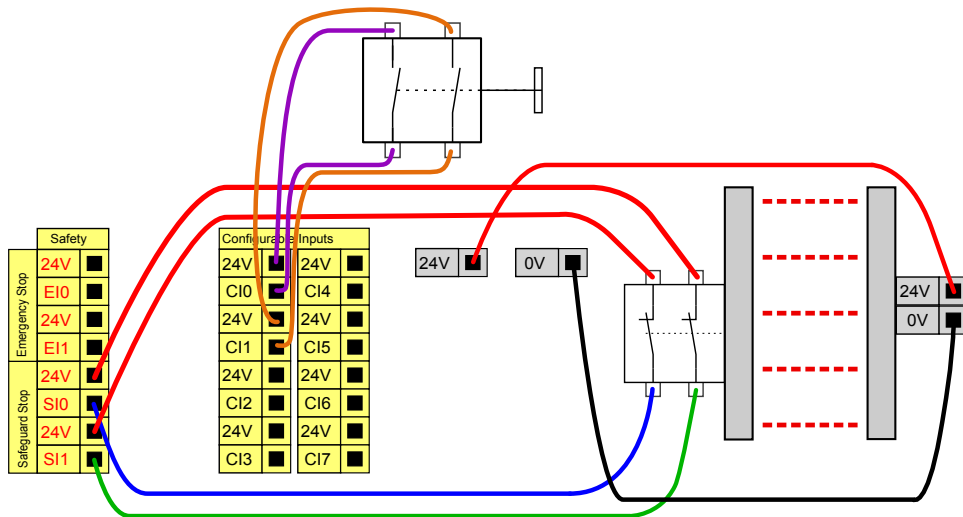 Safety
Emergency Stop
24V
EI0
24V
EI1
Safeguard Stop
24V
SI0
24V
SI1
Configurable Inputs
24V 24V
CI0 CI4
24V 24V
CI1 CI5
24V 24V
CI2 CI6
24V 24V
CI3 CI7
24V
0V
24V
0V